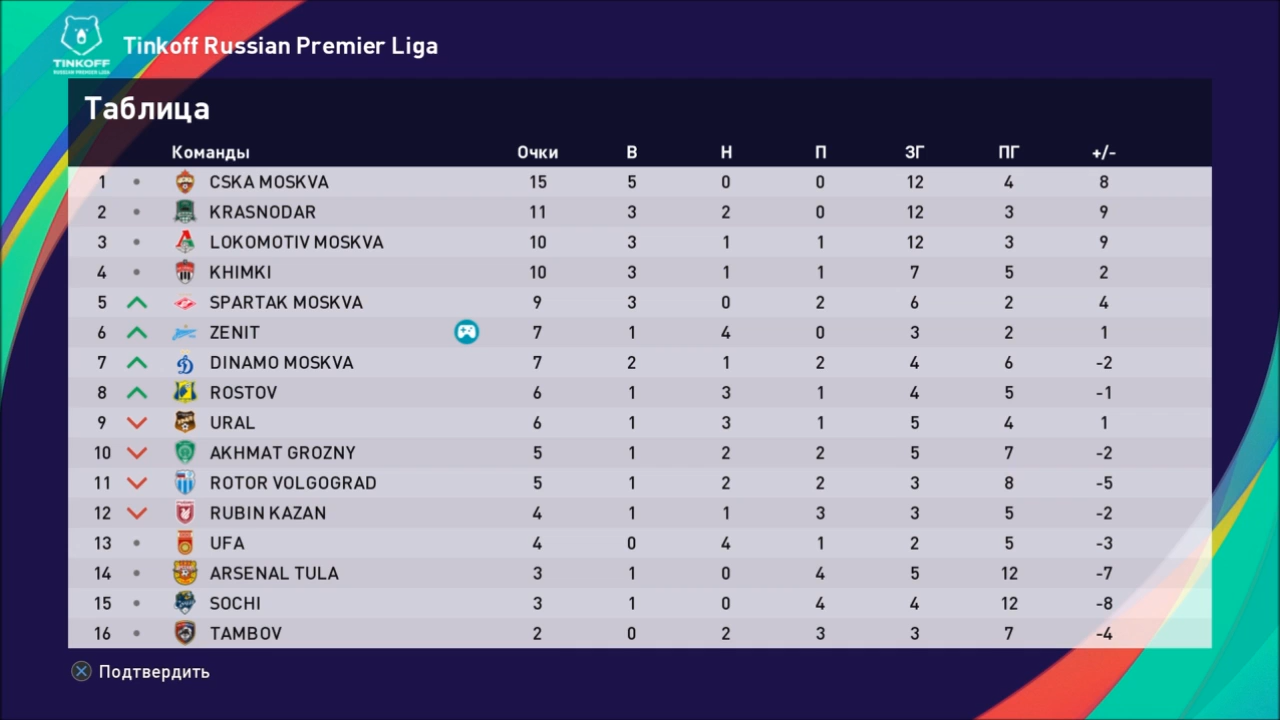 Tinkoff Russian Premier Liga
TINKOFF
RUSSIAN PREMIER LIGA
Таблица
Команды Очки В Н П ЗГ ПГ +/-
1 CSKA MOSKVA 15 5 0 0 12 4 8
2 KRASNODAR 11 3 2 0 12 3 9
3 LOKOMOTIV MOSKVA 10 3 1 1 12 3 9
4 KHIMKI 10 3 1 1 7 5 2
5 SPARTAK MOSKVA 9 3 0 2 6 2 4
6 ZENIT 7 1 4 0 3 2 1
7 DINAMO MOSKVA 7 2 1 2 4 6 -2
8 ROSTOV 6 1 3 1 4 5 -1
9 URAL 6 1 3 1 5 4 1
10 AKHMAT GROZNY 5 1 2 2 5 7 -2
11 ROTOR VOLGOGRAD 5 1 2 2 3 8 -5
12 RUBIN KAZAN 4 1 1 3 3 5 -2
13 UFA 4 0 4 1 2 5 -3
14 ARSENAL TULA 3 1 0 4 5 12 -7
15 SOCHI 3 1 0 4 4 12 -8
16 TAMBOV 2 0 2 3 3 7 -4
Подтвердить